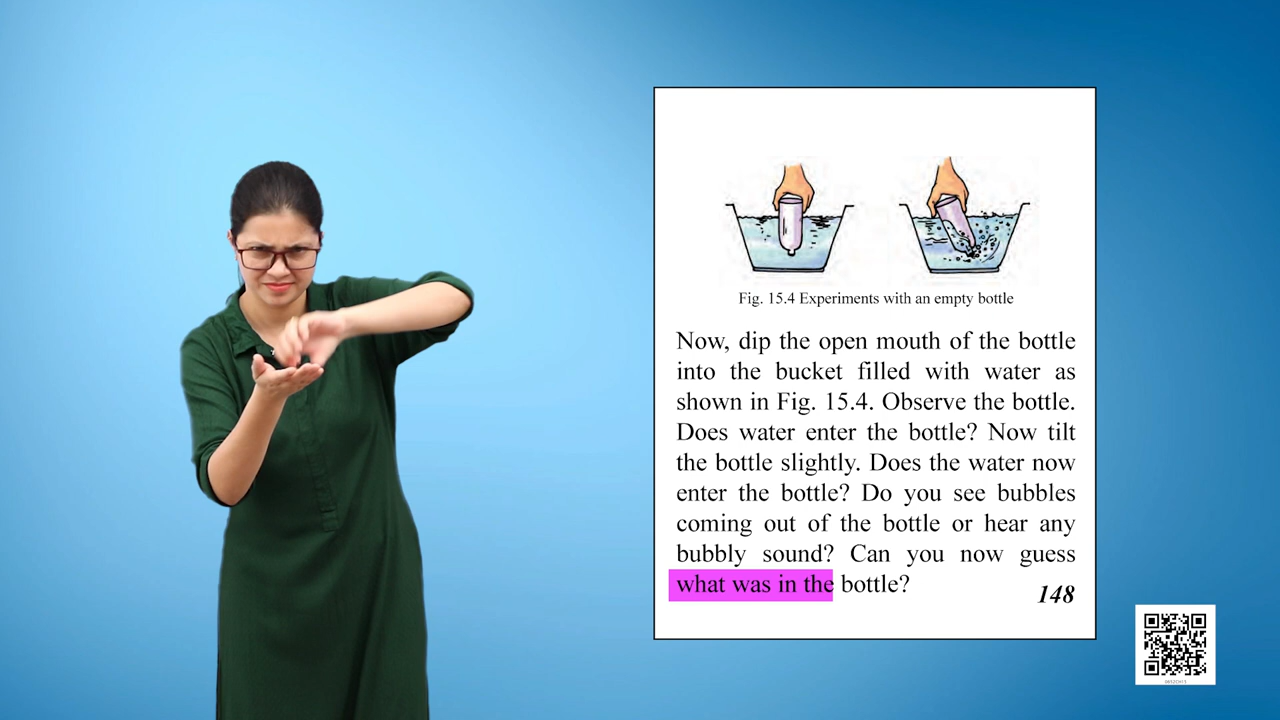 Fig. 15.4 Experiments with an empty bottle
Now, dip the open mouth of the bottle
into the bucket filled with water as
shown in Fig. 15.4. Observe the bottle.
Does water enter the bottle? Now tilt
the bottle slightly. Does the water now
enter the bottle? Do you see bubbles
coming out of the bottle or hear any
bubbly sound? Can you now guess
what was in the bottle?
148